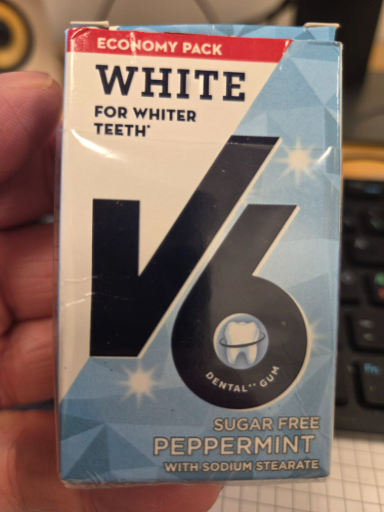 ECONOMY PACK
WHITE
FOR WHITER
TEETH*
V6
DENTAL** GUM
SUGAR FREE
PEPPERMINT
WITH SODIUM STEARATE